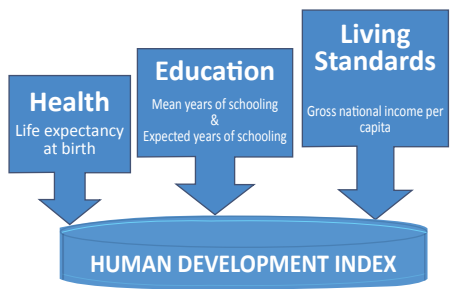 Health
Life expectancy
at birth
Education
Mean years of schooling
&
Expected years of schooling
Living
Standards
Gross national income per
capita
HUMAN DEVELOPMENT INDEX